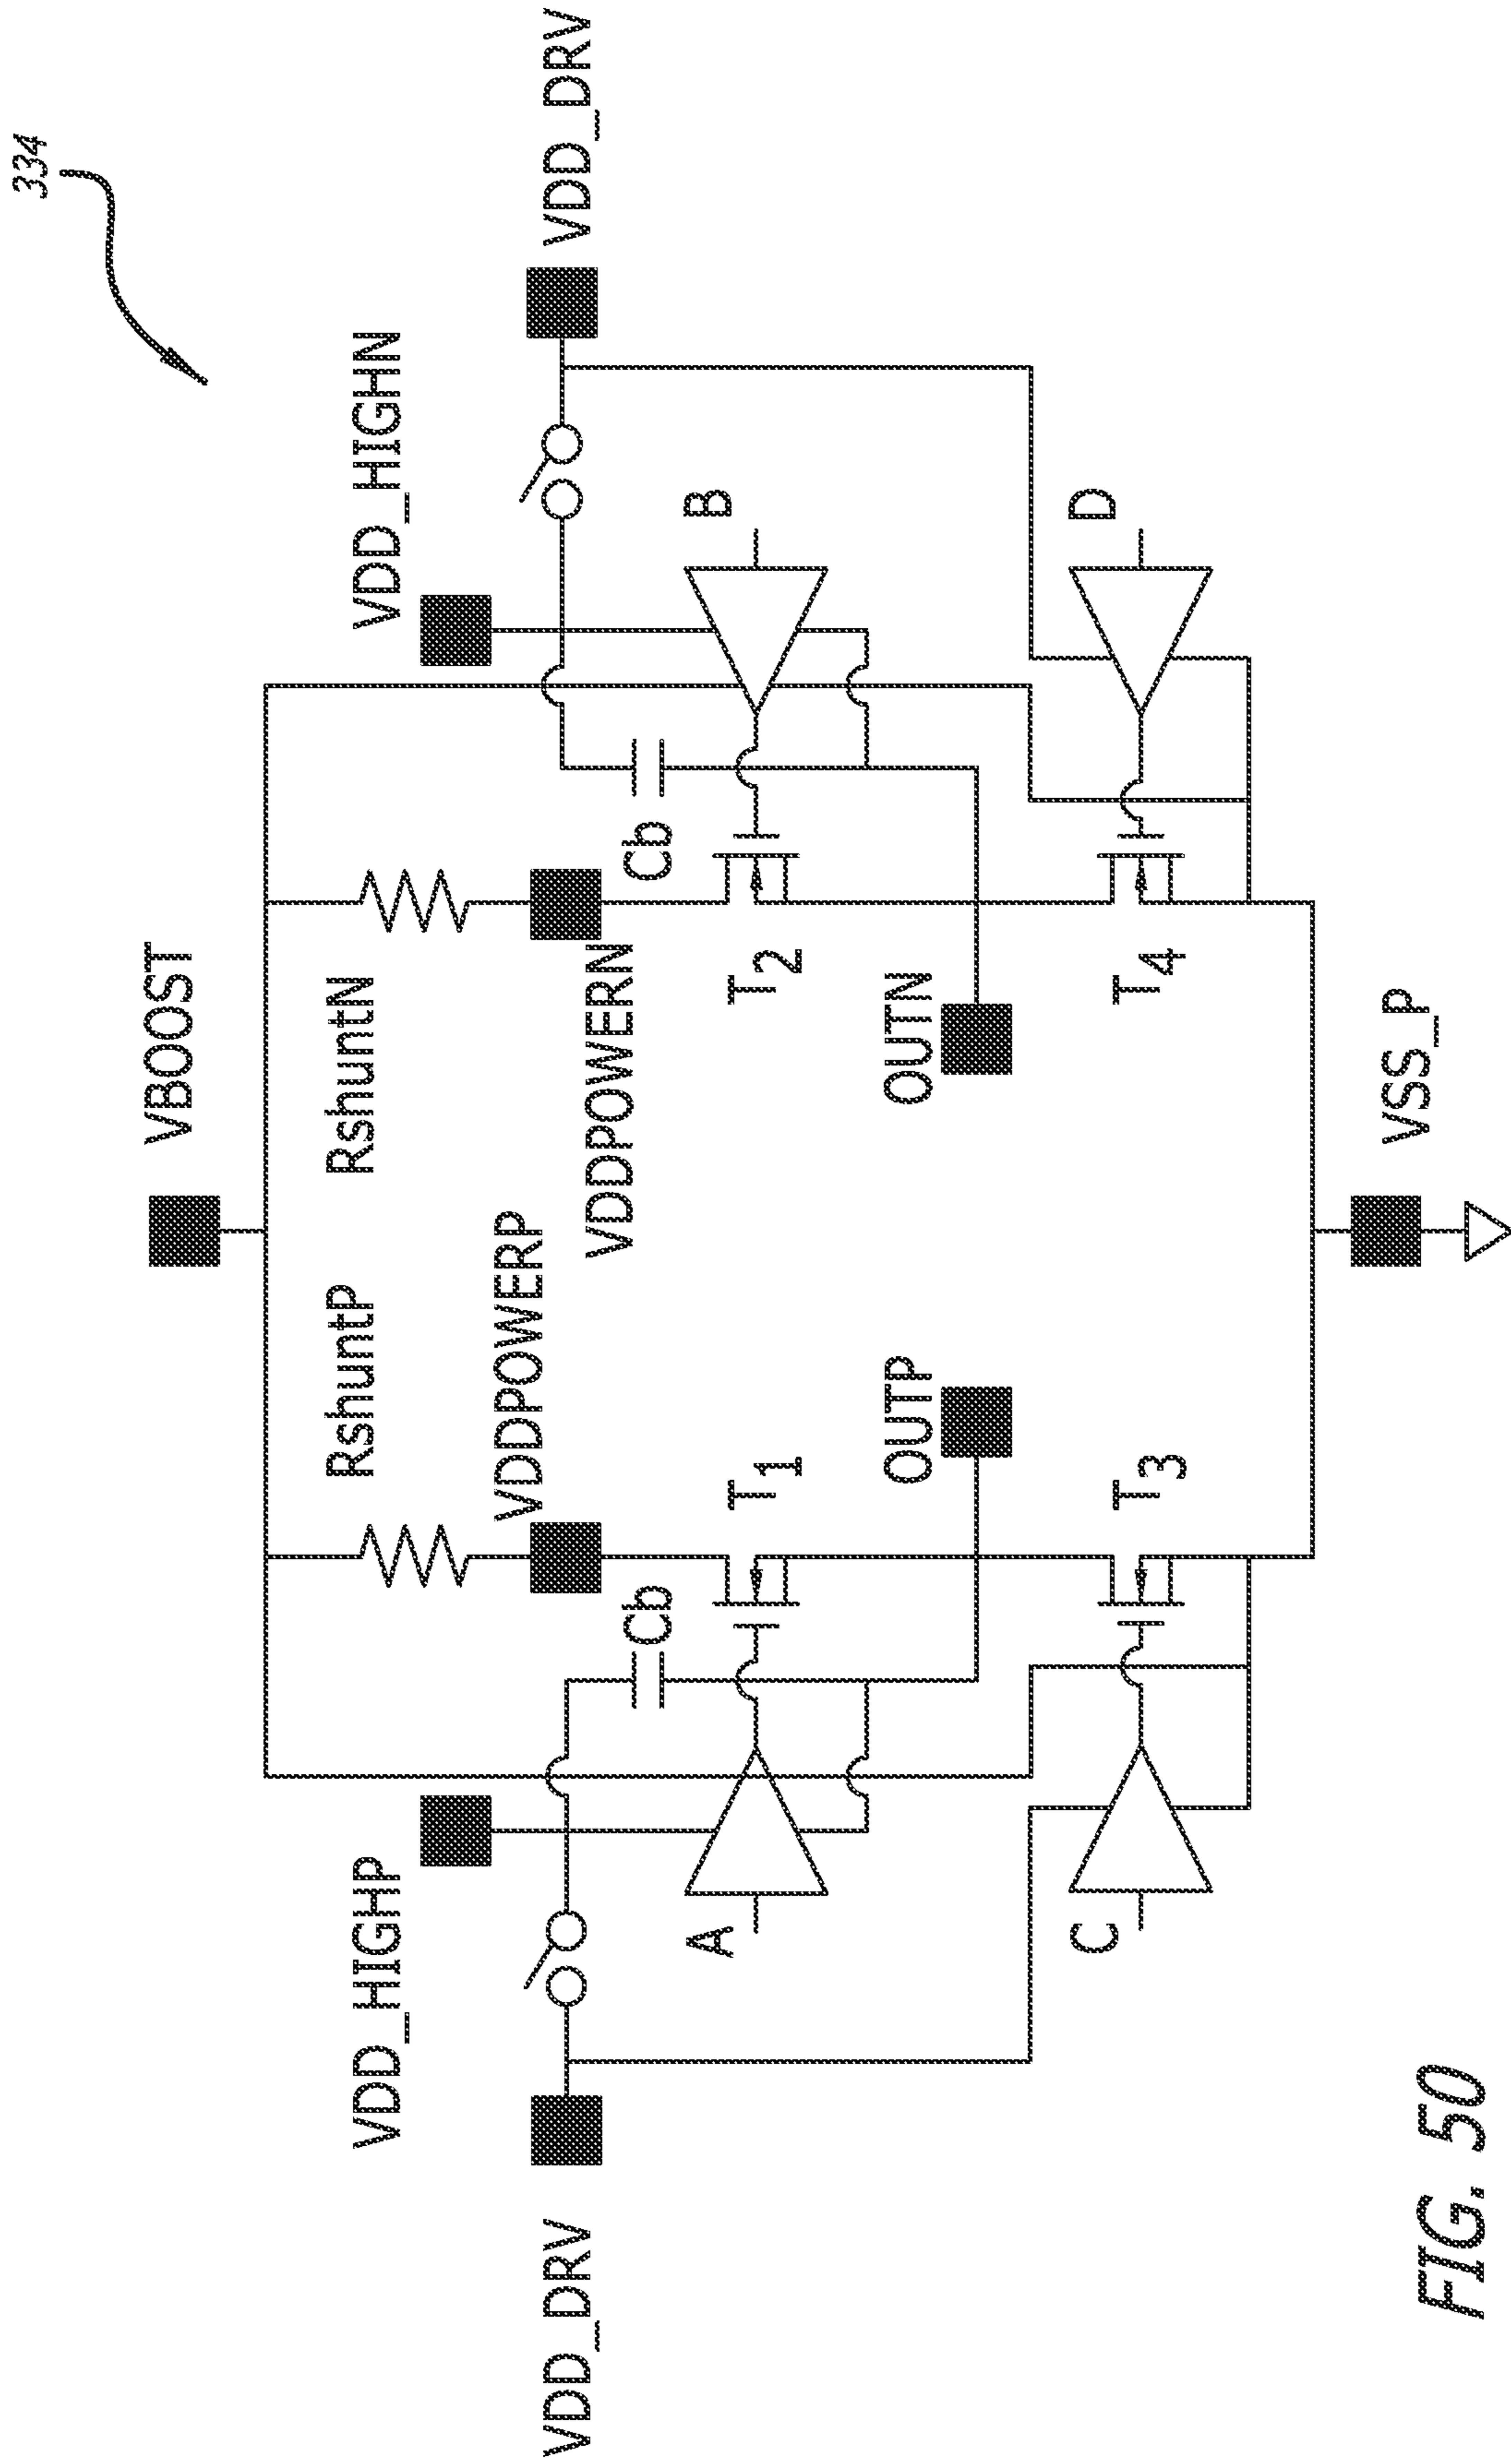 334
VBOOST
RshuntP
RshuntN
VDD_HIGHP
VDD_HIGHN
VDDPOWERP
VDDPOWERN
VDD_DRV
VDD_DRV
Cb
Cb
A
T1
T2
B
OUTP
OUTN
C
T3
T4
D
VSS_P
FIG. 50